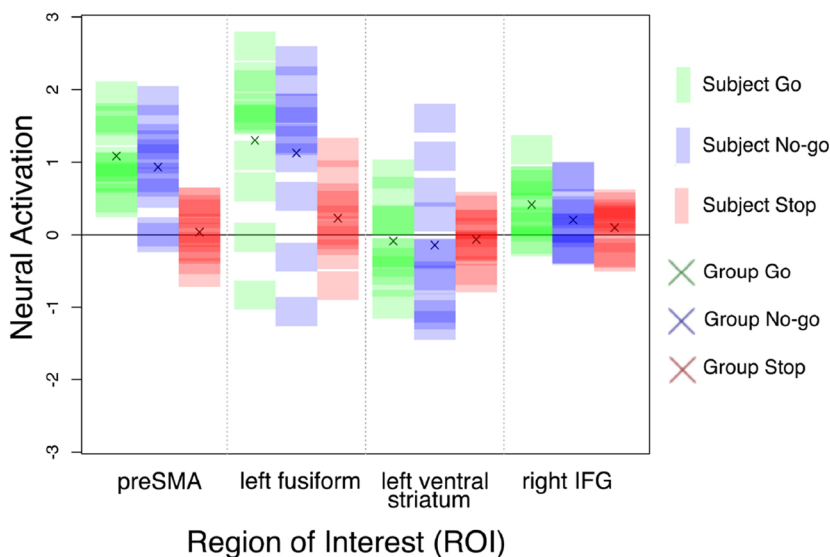 3
2
1
0
-1
-2
-3
Neural Activation
preSMA
left fusiform
left ventral
striatum
right IFG
Region of Interest (ROI)
Subject Go
Subject No-go
Subject Stop
Group Go
Group No-go
Group Stop